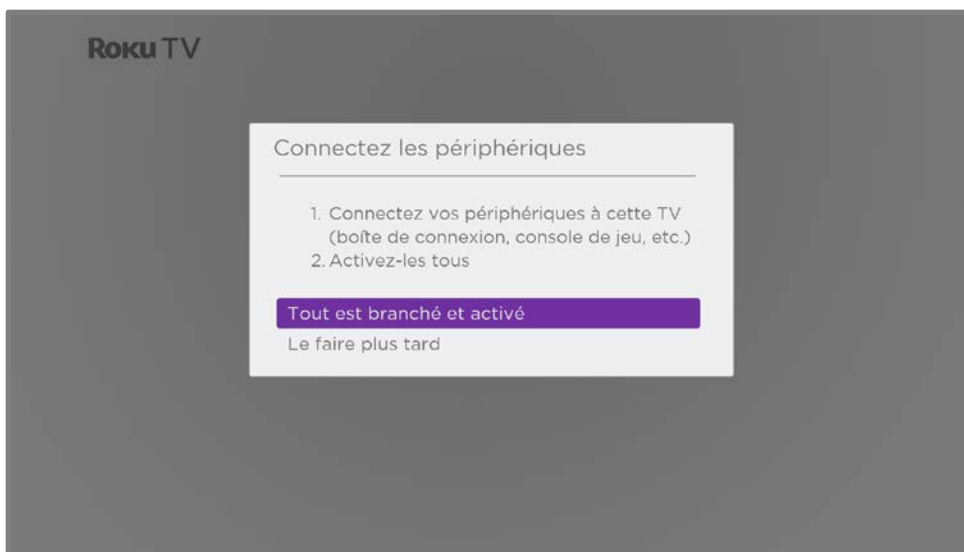 Roku TV
Connectez les périphériques
1. Connectez vos périphériques à cette TV
(boîte de connexion, console de jeu, etc.)
2. Activez-les tous
Tout est branché et activé
Le faire plus tard